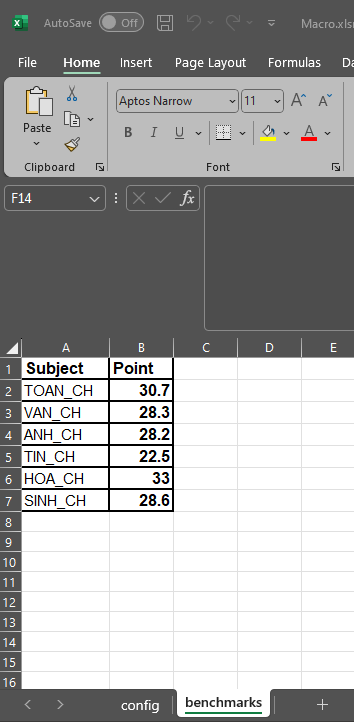 AutoSave Off Macro.xls
File Home Insert Page Layout Formulas Da
Paste
Aptos Narrow 11 A A
B I U A
Clipboard Font
F14 fx
A B C D E
1 Subject Point
2 TOAN_CH 30.7
3 VAN_CH 28.3
4 ANH_CH 28.2
5 TIN_CH 22.5
6 HOA_CH 33
7 SINH_CH 28.6
8
9
10
11
12
13
14
15
16
config benchmarks